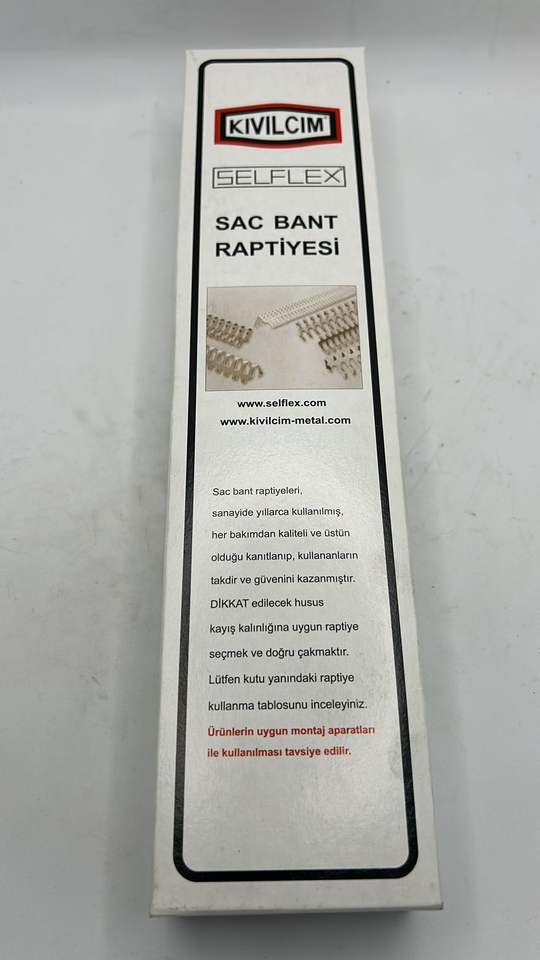 KIVILCIM
SELFLEX
SAC BANT
RAPTİYESİ
www.selflex.com
www.kivilcim-metal.com
Sac bant raptiyeleri,
sanayide yıllarca kullanılmış,
her bakımdan kaliteli ve üstün
olduğu kanıtlanıp, kullananların
takdir ve güvenini kazanmıştır.
DİKKAT edilecek husus
kayış kalınlığına uygun raptiye
seçmek ve doğru çakmaktır.
Lütfen kutu yanındaki raptiye
kullanma tablosunu inceleyiniz.
Ürünlerin uygun montaj aparatları
ile kullanılması tavsiye edilir.